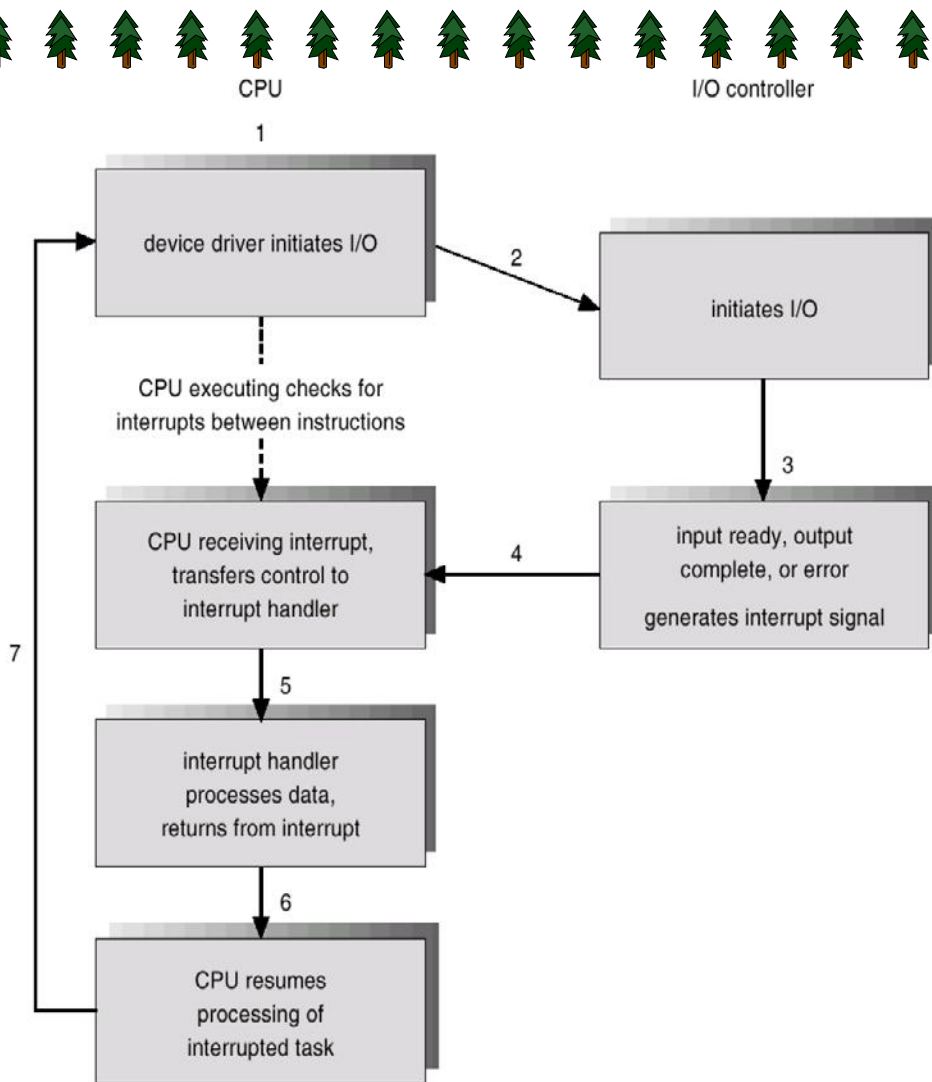 CPU
I/O controller
1
device driver initiates I/O
2
initiates I/O
CPU executing checks for
interrupts between instructions
3
CPU receiving interrupt,
transfers control to
interrupt handler
4
input ready, output
complete, or error
generates interrupt signal
7
5
interrupt handler
processes data,
returns from interrupt
6
CPU resumes
processing of
interrupted task